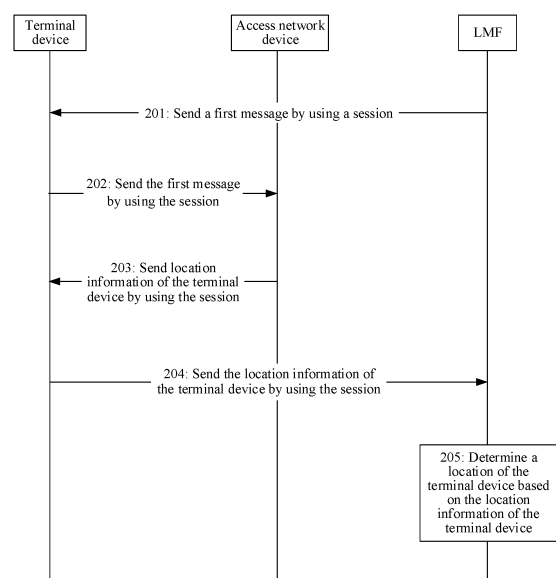 Terminal
device
Access network
device
LMF
201: Send a first message by using a session
202: Send the first message
by using the session
203: Send location
information of the terminal
device by using the session
204: Send the location information of
the terminal device by using the session
205: Determine a
location of the
terminal device based
on the location
information of the
terminal device